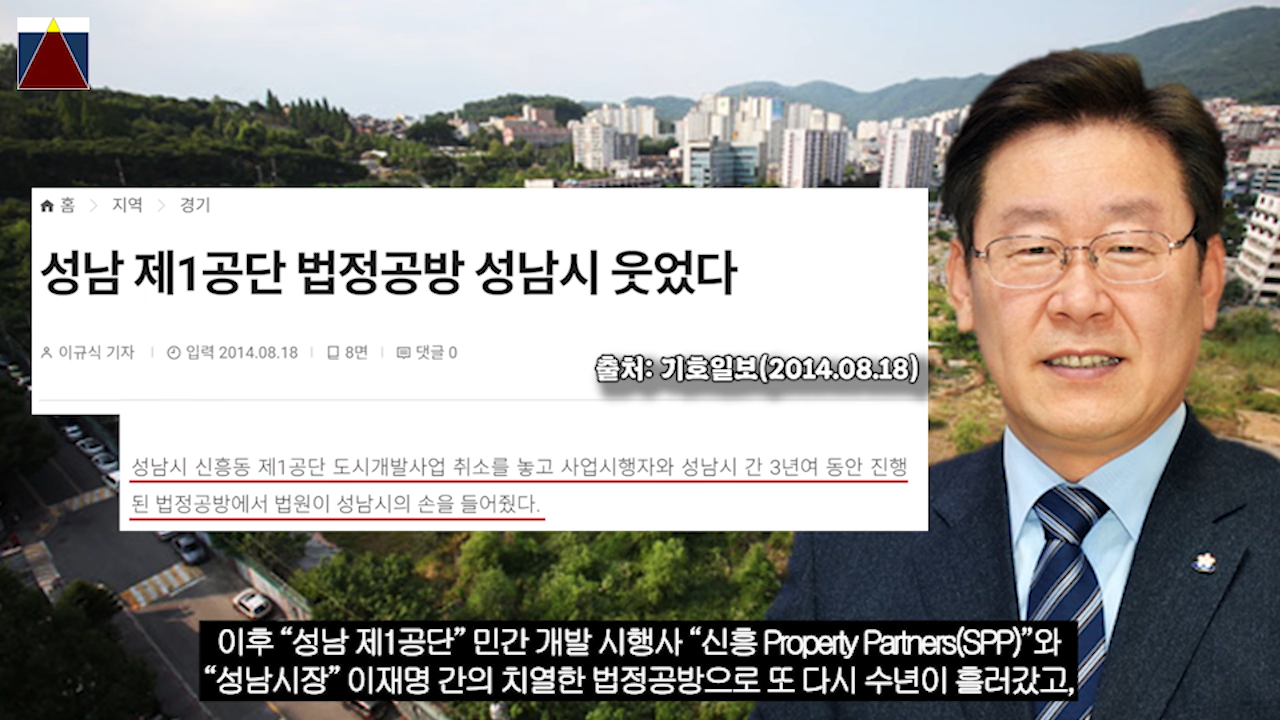 홈 > 지역 > 경기
성남 제1공단 법정공방 성남시 웃었다
이규식 기자 | 입력 2014.08.18 | 8면 | 댓글 0
출처: 기호일보(2014.08.18)
성남시 신흥동 제1공단 도시개발사업 취소를 놓고 사업시행자와 성남시 간 3년여 동안 진행
된 법정공방에서 법원이 성남시의 손을 들어줬다.
이후 “성남 제1공단” 민간 개발 시행사 “신흥 Property Partners(SPP)”와
“성남시장” 이재명 간의 치열한 법정공방으로 또 다시 수년이 흘러갔고,